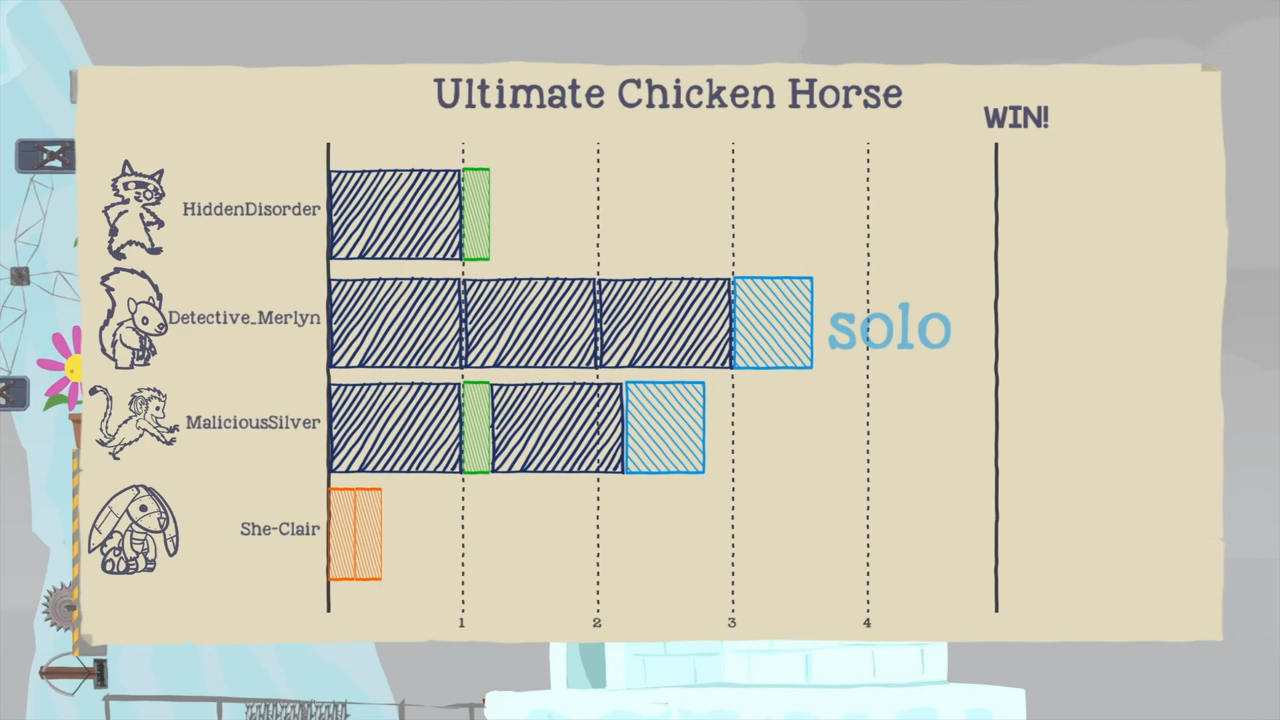 Ultimate Chicken Horse
WIN!
HiddenDisorder
Detective_Merlyn
solo
MaliciousSilver
She-Clair
1 2 3 4